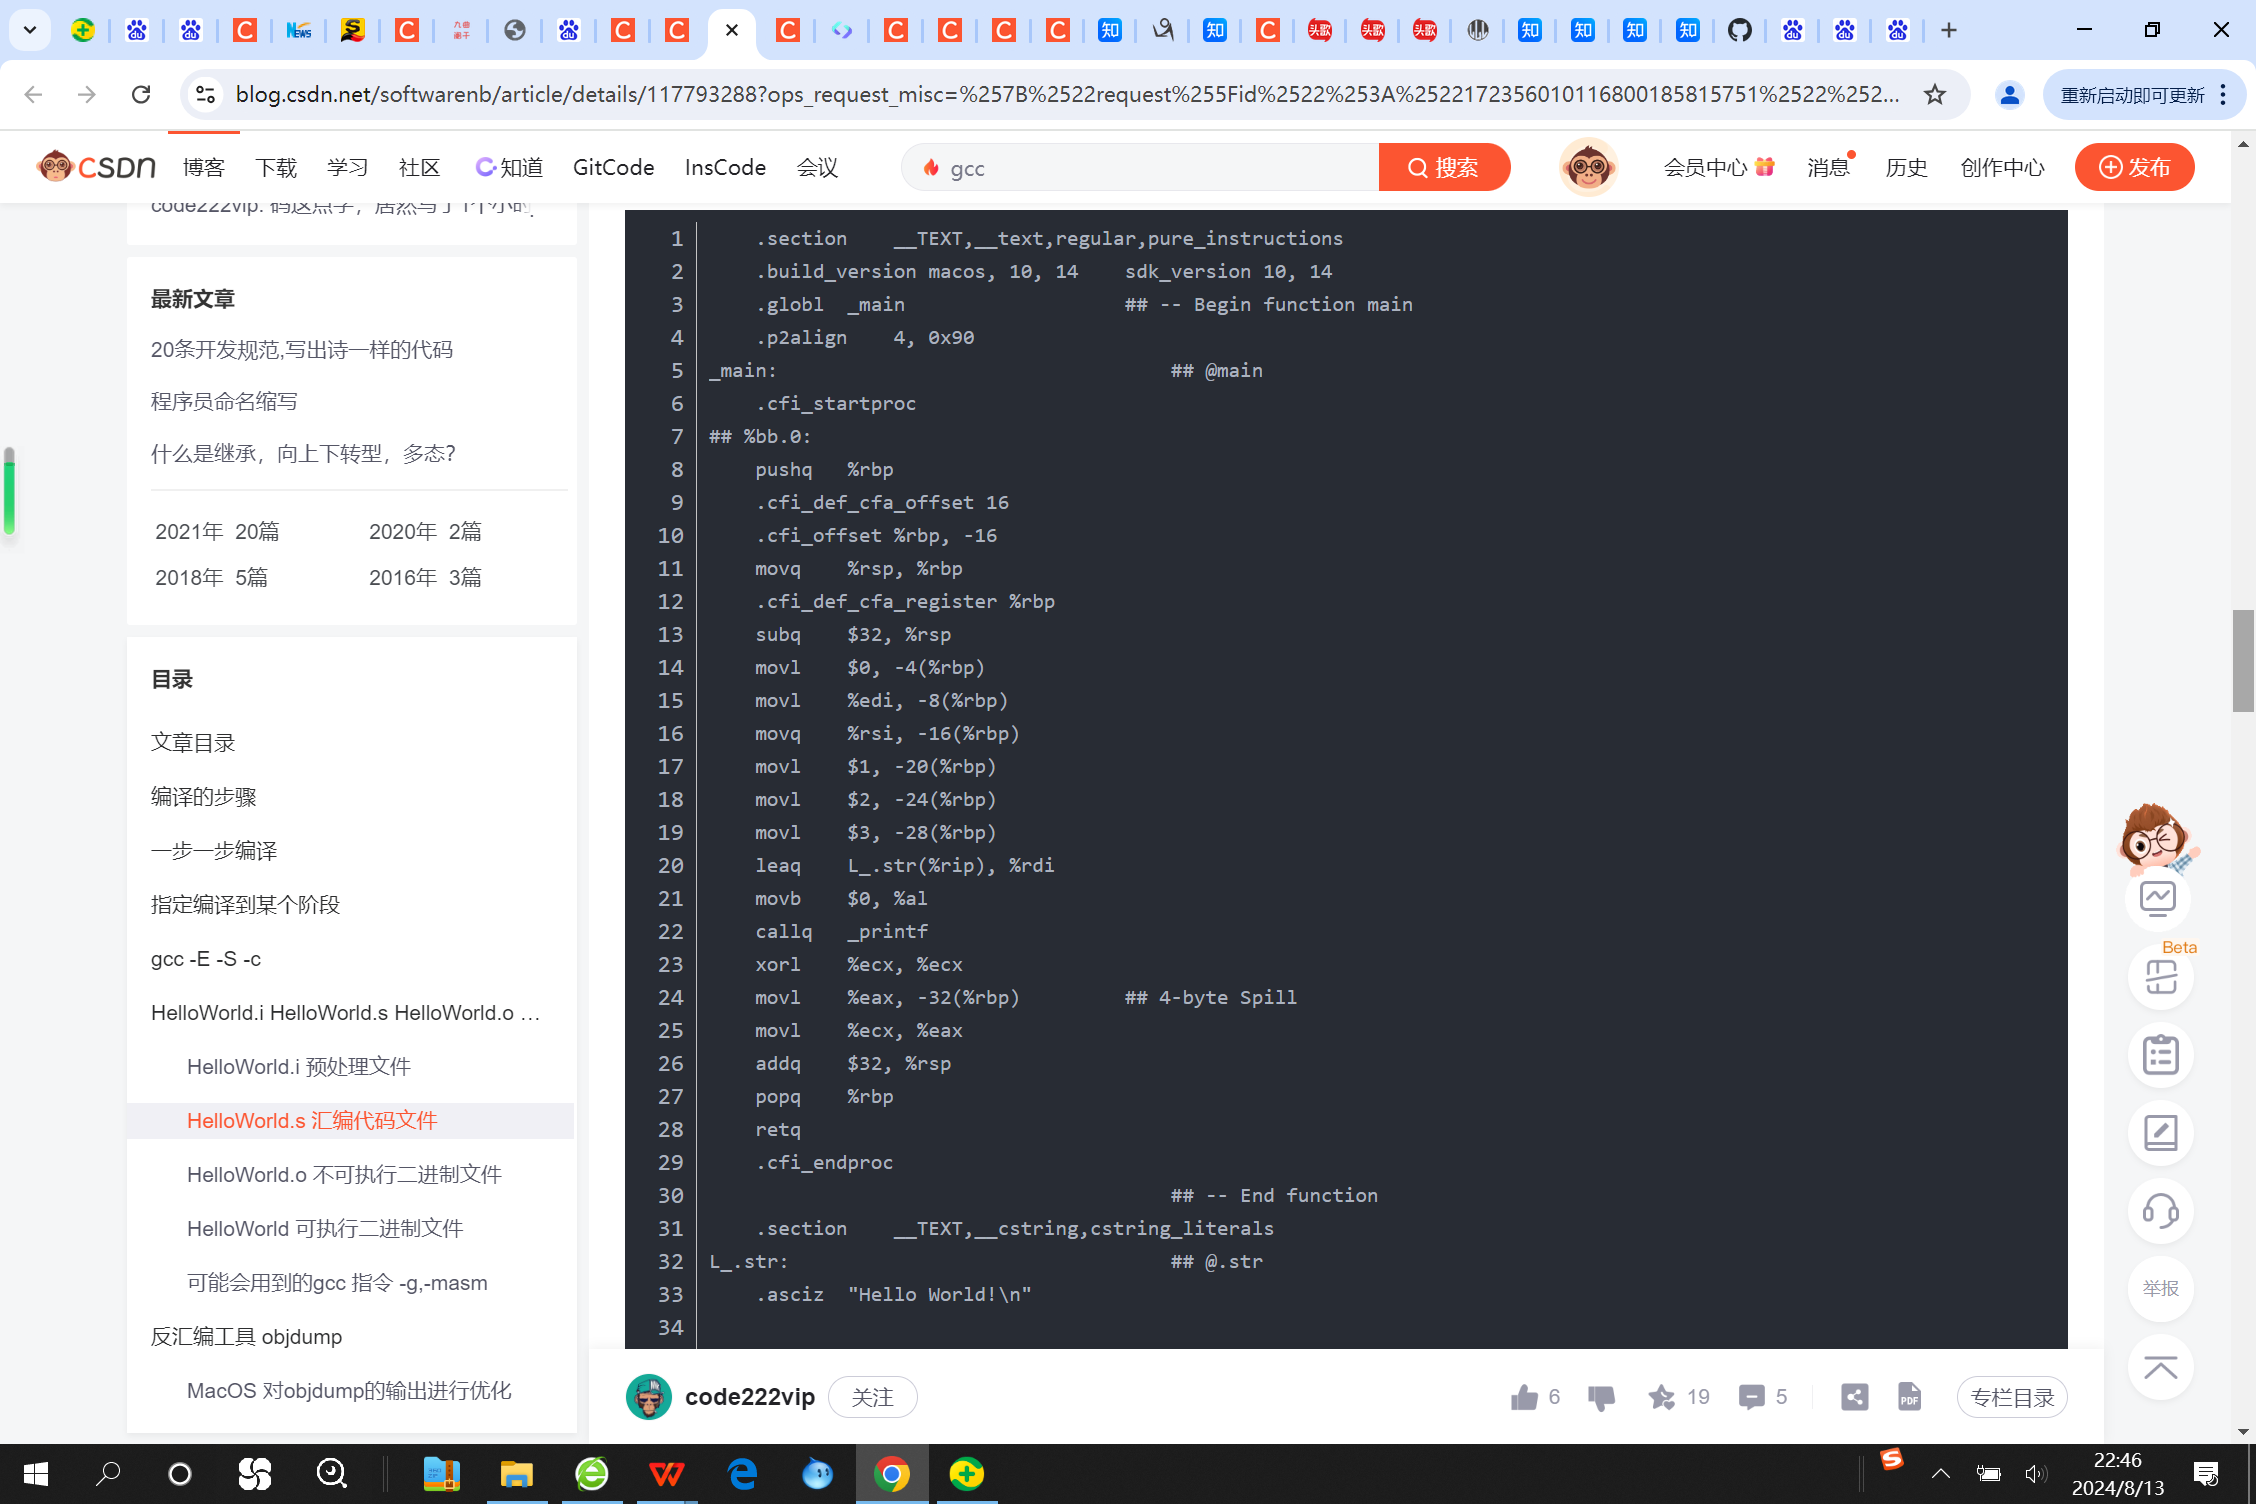 blog.csdn.net/softwarenb/article/details/117793288?ops_request_misc=%257B%2522request%255Fid%2522%253A%2522172356010116800185815751%2522%252...
重新启动即可更新
CSDN 博客 下载 学习 社区 C知道 GitCode InsCode 会议 gcc 搜索 会员中心 消息 历史 创作中心 发布
最新文章
20条开发规范,写出诗一样的代码
程序员命名缩写
什么是继承，向上下转型，多态？
2021年 20篇 2020年 2篇
2018年 5篇 2016年 3篇
目录
文章目录
编译的步骤
一步一步编译
指定编译到某个阶段
gcc -E -S -c
HelloWorld.i HelloWorld.s HelloWorld.o …
HelloWorld.i 预处理文件
HelloWorld.s 汇编代码文件
HelloWorld.o 不可执行二进制文件
HelloWorld 可执行二进制文件
可能会用到的gcc 指令 -g,-masm
反汇编工具 objdump
MacOS 对objdump的输出进行优化
1 .section __TEXT,__text,regular,pure_instructions
2 .build_version macos, 10, 14 sdk_version 10, 14
3 .globl _main ## -- Begin function main
4 .p2align 4, 0x90
5 _main: ## @main
6 .cfi_startproc
7 ## %bb.0:
8 pushq %rbp
9 .cfi_def_cfa_offset 16
10 .cfi_offset %rbp, -16
11 movq %rsp, %rbp
12 .cfi_def_cfa_register %rbp
13 subq $32, %rsp
14 movl $0, -4(%rbp)
15 movl %edi, -8(%rbp)
16 movq %rsi, -16(%rbp)
17 movl $1, -20(%rbp)
18 movl $2, -24(%rbp)
19 movl $3, -28(%rbp)
20 leaq L_.str(%rip), %rdi
21 movb $0, %al
22 callq _printf
23 xorl %ecx, %ecx
24 movl %eax, -32(%rbp) ## 4-byte Spill
25 movl %ecx, %eax
26 addq $32, %rsp
27 popq %rbp
28 retq
29 .cfi_endproc
30 ## -- End function
31 .section __TEXT,__cstring,cstring_literals
32 L_.str: ## @.str
33 .asciz "Hello World!\n"
34
Beta
举报
code222vip 关注 6 19 5 PDF 专栏目录
22:46
2024/8/13